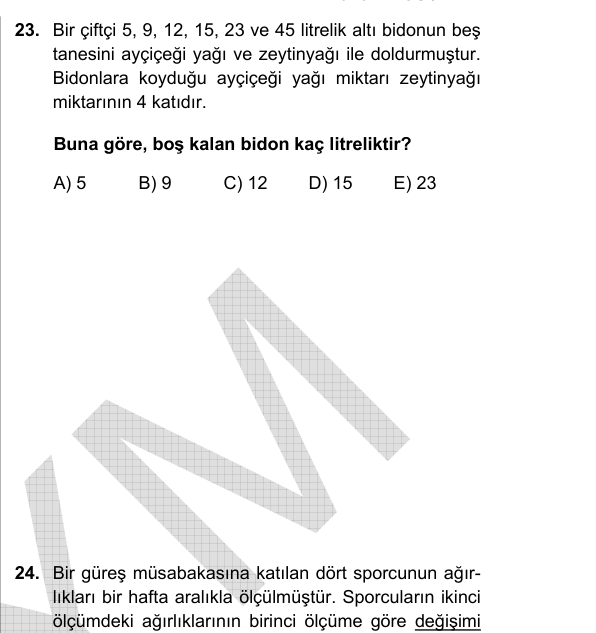 23. Bir çiftçi 5, 9, 12, 15, 23 ve 45 litrelik altı bidonun beş
tanesini ayçiçeği yağı ve zeytinyağı ile doldurmuştur.
Bidonlara koyduğu ayçiçeği yağı miktarı zeytinyağı
miktarının 4 katıdır.
Buna göre, boş kalan bidon kaç litreliktir?
A) 5 B) 9 C) 12 D) 15 E) 23
YM
24. Bir güreş müsabakasına katılan dört sporcunun ağır-
lıkları bir hafta aralıkla ölçülmüştür. Sporcuların ikinci
ölçümdeki ağırlıklarının birinci ölçüme göre değişimi